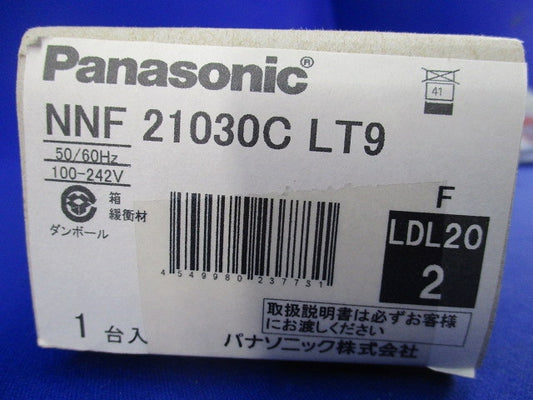 Panasonic®
41
NNF 21030C LT9
50/60Hz
100-242V
箱
緩衝材
ダンボール
4549980237731
F
LDL20
2
取扱説明書は必ずお客様
にお渡しください
1台入
パナソニック株式会社